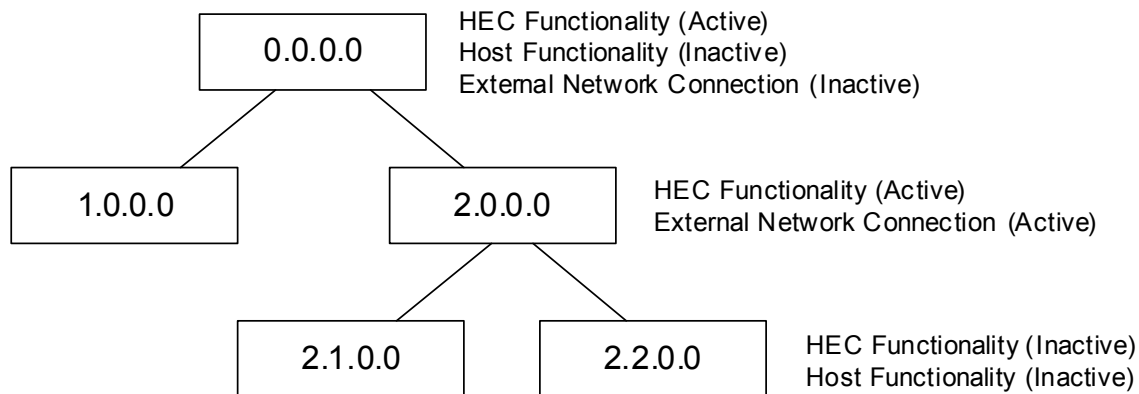 0.0.0.0
HEC Functionality (Active)
Host Functionality (Inactive)
External Network Connection (Inactive)
1.0.0.0
2.0.0.0
HEC Functionality (Active)
External Network Connection (Active)
2.1.0.0
2.2.0.0
HEC Functionality (Inactive)
Host Functionality (Inactive)